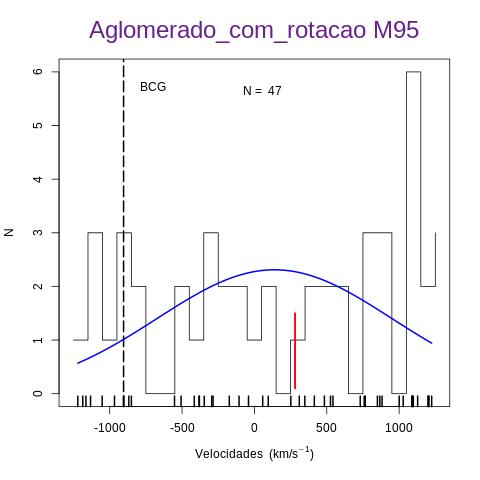 Aglomerado_com_rotacao M95
BCG
N = 47
N
0
1
2
3
4
5
6
-1000
-500
0
500
1000
Velocidades (km/s⁻¹)